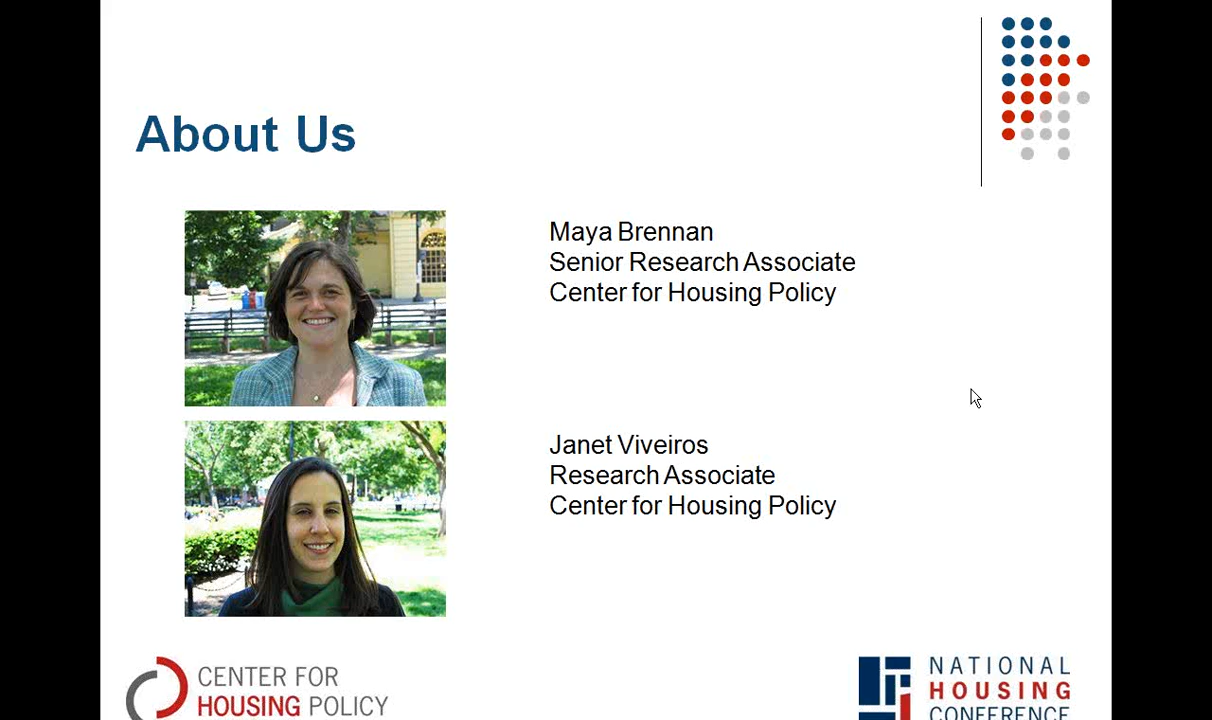 About Us
Maya Brennan
Senior Research Associate
Center for Housing Policy
Janet Viveiros
Research Associate
Center for Housing Policy
CENTER FOR
HOUSING POLICY
NATIONAL
HOUSING
CONFERENCE